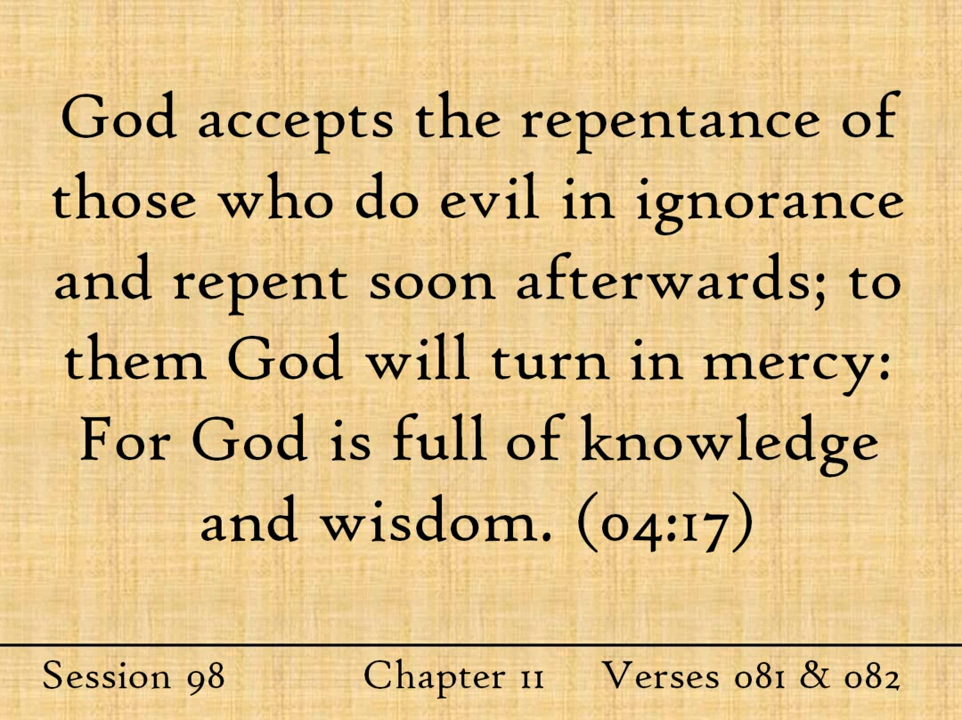 God accepts the repentance of
those who do evil in ignorance
and repent soon afterwards; to
them God will turn in mercy:
For God is full of knowledge
and wisdom. (04:17)
Session 98 Chapter 11 Verses 081 & 082